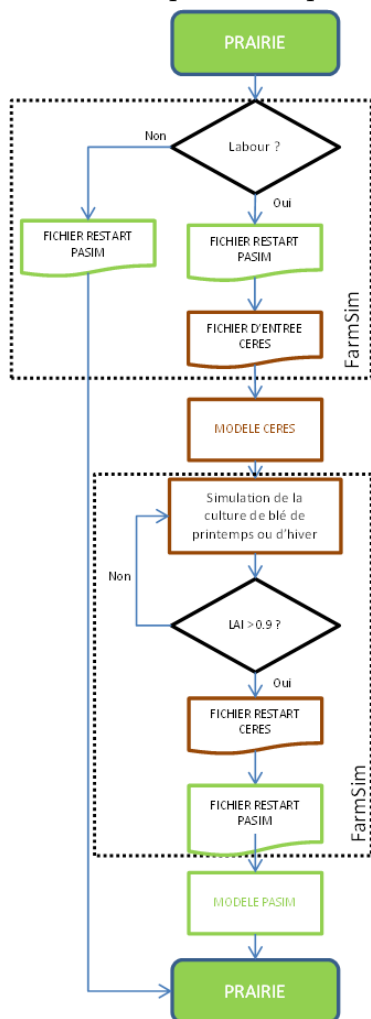 PRAIRIE
Non
Labour ?
Oui
FICHIER RESTART
PASIM
FICHIER RESTART
PASIM
FICHIER D'ENTREE
CERES
FarmSim
MODELE CERES
Simulation de la
culture de blé de
printemps ou d'hiver
Non
LAI >0.9 ?
Oui
FICHIER RESTART
CERES
FICHIER RESTART
PASIM
FarmSim
MODELE PASIM
PRAIRIE